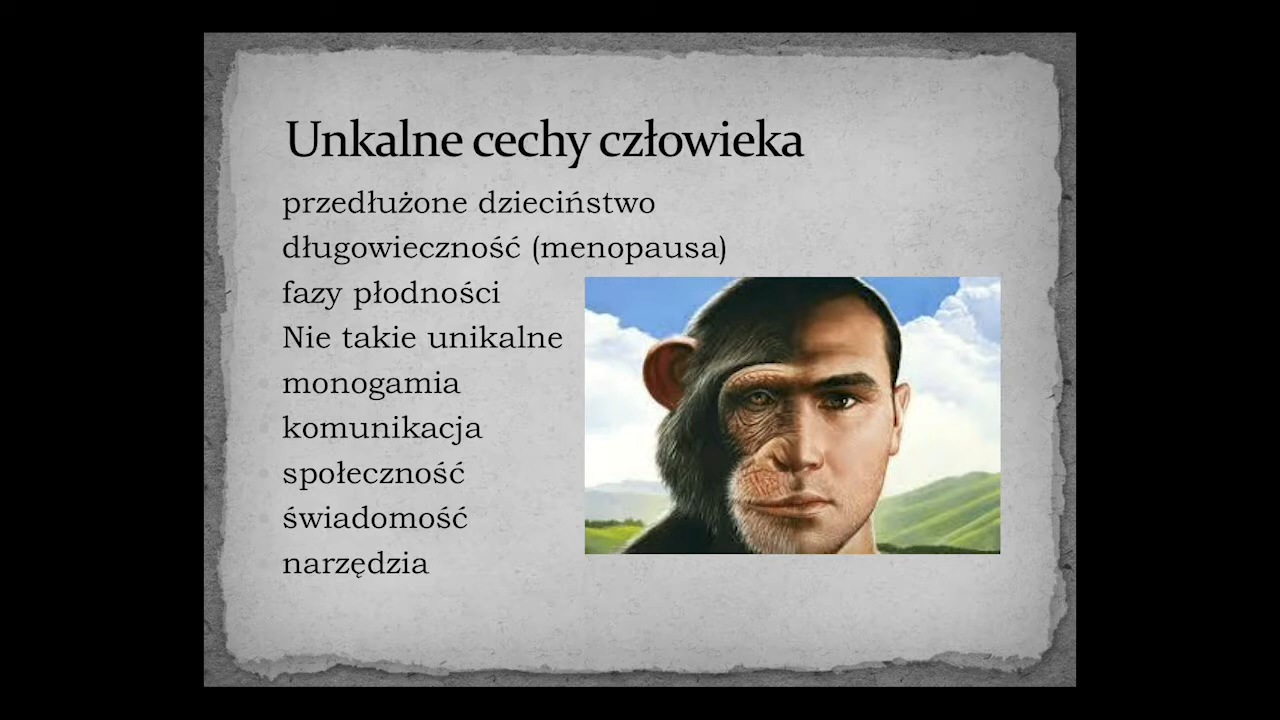 Unkalne cechy człowieka
przedłużone dzieciństwo
długowieczność (menopausa)
fazy płodności
Nie takie unikalne
monogamia
komunikacja
społeczność
świadomość
narzędzia